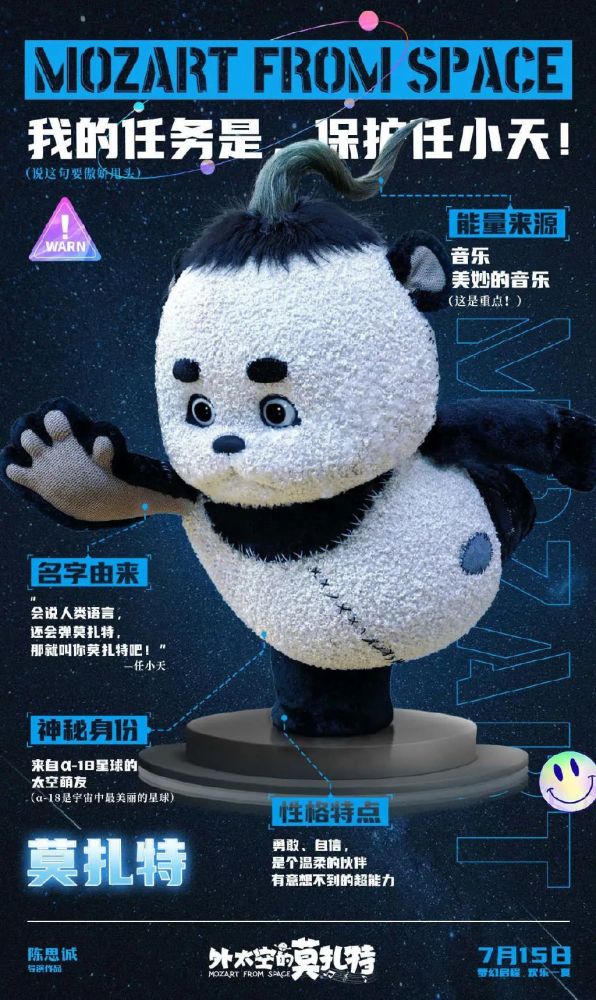 MOZART FROM SPACE
我的任务是，保护任小天！
(说这句要傲娇甩头)
! WARN
能量来源
音乐
美妙的音乐
(这是重点！)
MOZART
名字由来
“会说人类语言，
还会弹莫扎特，
那就叫你莫扎特吧！”
—任小天
神秘身份
来自α-18星球的
太空萌友
(α-18是宇宙中最美丽的星球)
性格特点
勇敢、自信，
是个温柔的伙伴
有意想不到的超能力
莫扎特
陈思诚
导演作品
外太空的莫扎特
MOZART FROM SPACE
7月15日
梦幻启程，欢乐一夏